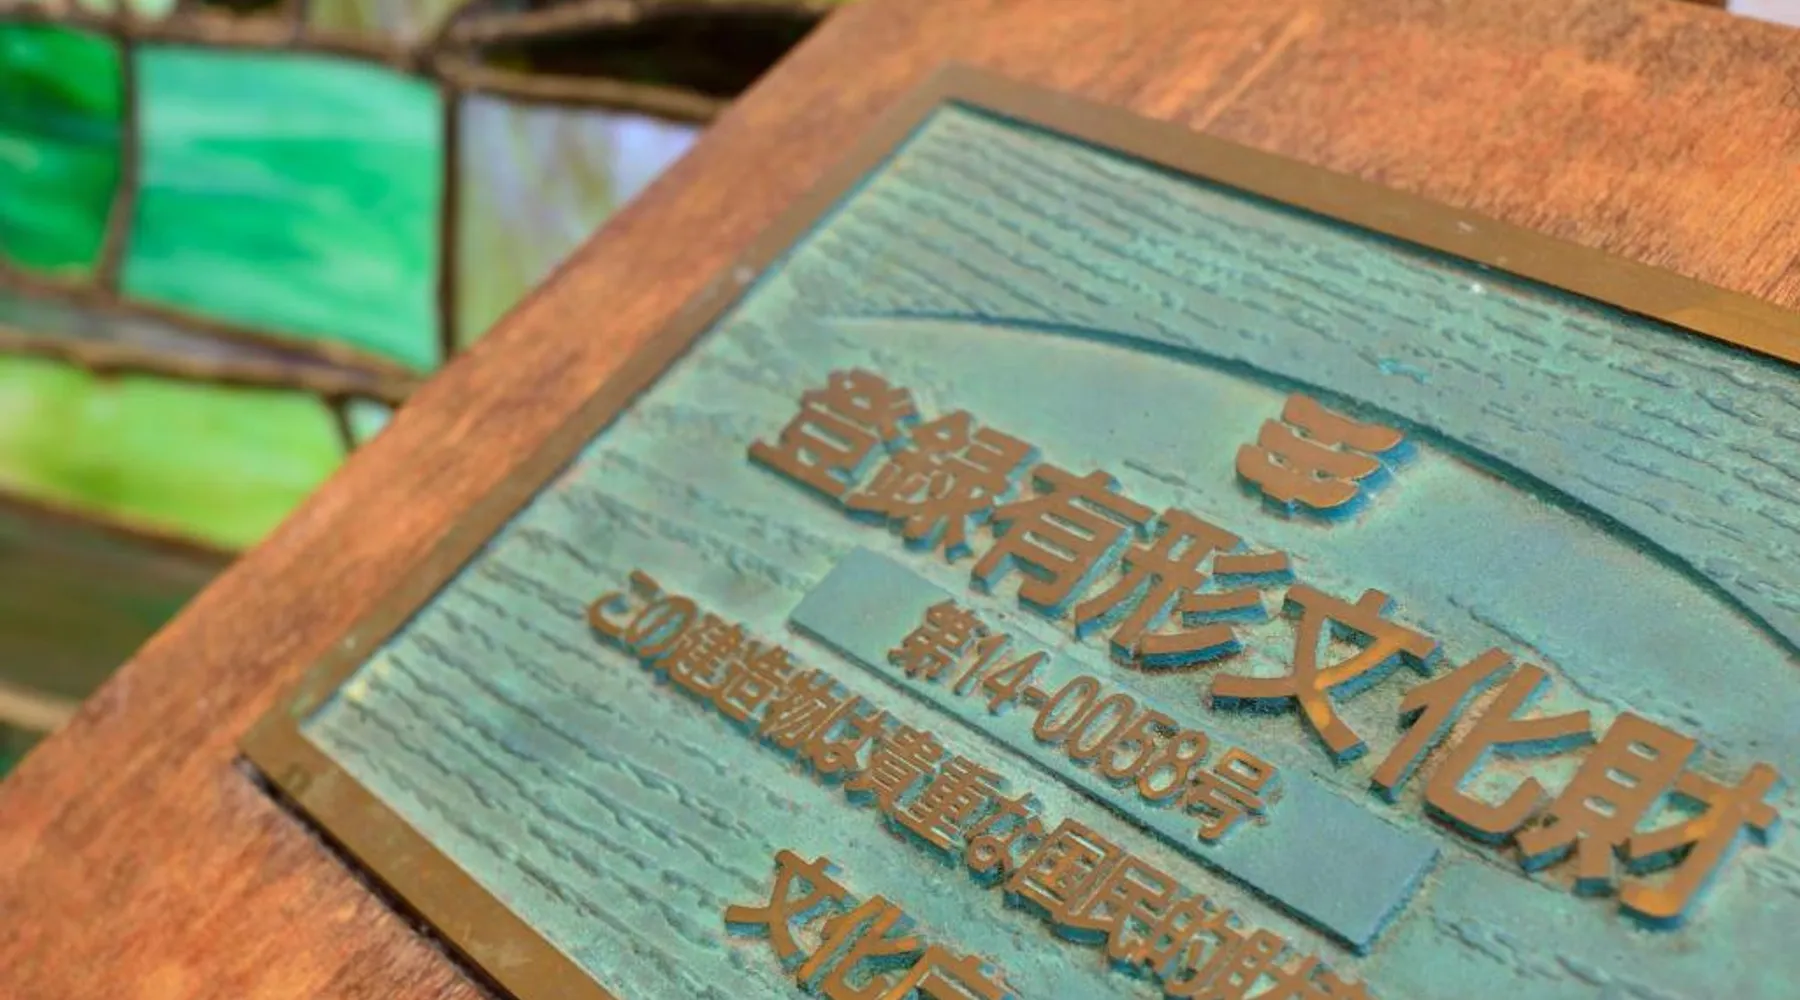 登録有形文化財
第14-0058号
この建造物は貴重な国民的財
文化庁